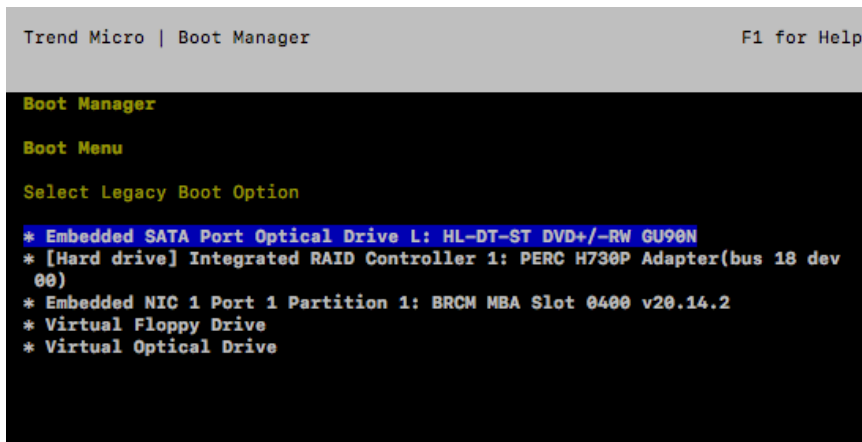 Trend Micro | Boot Manager F1 for Help
Boot Manager
Boot Menu
Select Legacy Boot Option
* Embedded SATA Port Optical Drive L: HL-DT-ST DVD+/-RW GU90N
* [Hard drive] Integrated RAID Controller 1: PERC H730P Adapter(bus 18 dev
00)
* Embedded NIC 1 Port 1 Partition 1: BRCM MBA Slot 0400 v20.14.2
* Virtual Floppy Drive
* Virtual Optical Drive